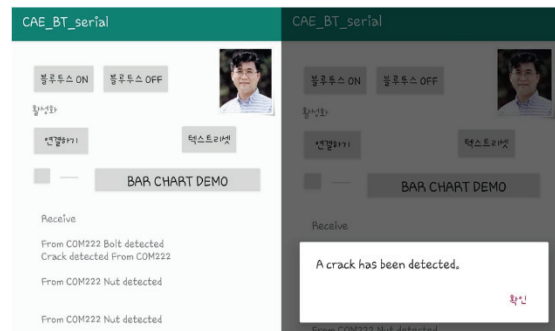 CAE_BT_serial
블루투스 ON
블루투스 OFF
활성화
연결하기
텍스트리셋
BAR CHART DEMO
Receive
From COM222 Bolt detected
Crack detected From COM222
From COM222 Nut detected
From COM222 Nut detected
CAE_BT_serial
블루투스 ON
블루투스 OFF
활성화
연결하기
텍스트리셋
BAR CHART DEMO
Receive
A crack has been detected.
확인
From COM222 Nut detected